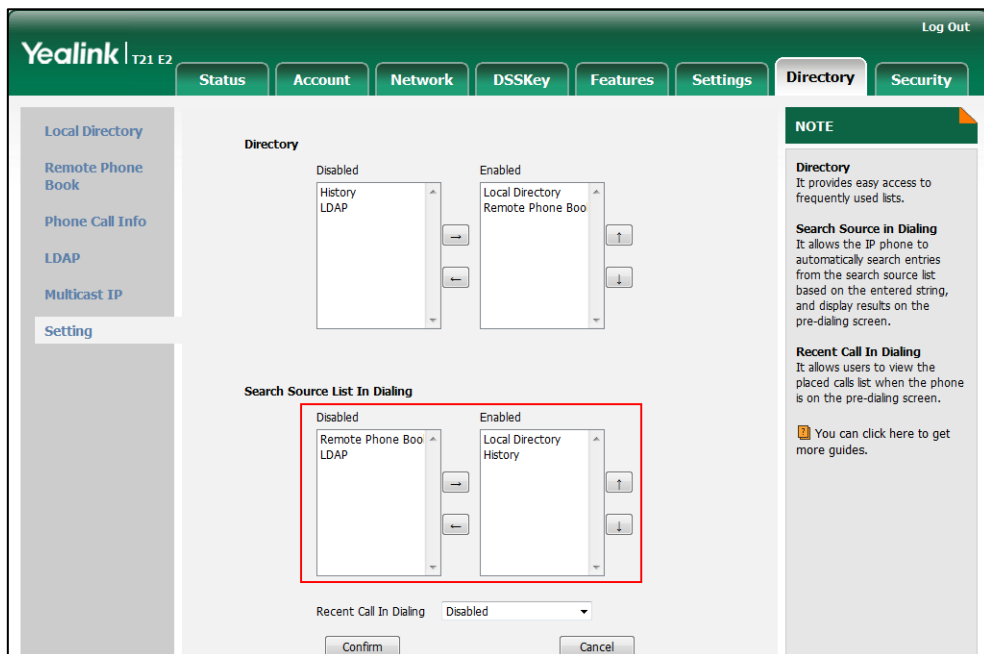 Log Out
Yealink T21 E2
Status Account Network DSSKey Features Settings Directory Security
Local Directory
Remote Phone
Book
Phone Call Info
LDAP
Multicast IP
Setting
Directory
Disabled Enabled
History
LDAP
Local Directory
Remote Phone Boo
→ ↑
← ↓
Search Source List In Dialing
Disabled Enabled
Remote Phone Boo
LDAP
Local Directory
History
→ ↑
← ↓
Recent Call In Dialing Disabled
Confirm Cancel
NOTE
Directory
It provides easy access to
frequently used lists.
Search Source in Dialing
It allows the IP phone to
automatically search entries
from the search source list
based on the entered string,
and display results on the
pre-dialing screen.
Recent Call In Dialing
It allows users to view the
placed calls list when the phone
is on the pre-dialing screen.
? You can click here to get
more guides.